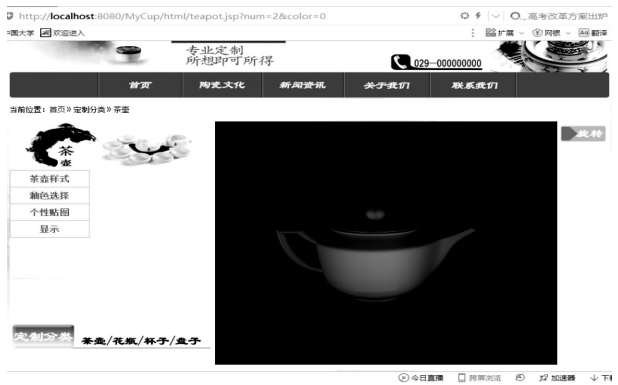 http://localhost:8080/MyCup/html/teapot.jsp?num=2&color=0
高考改革方案出炉
中国大学 欢迎进入
扩展 网银 翻译
专业定制
所想即可所得
029-000000000
首页 陶瓷文化 新闻资讯 关于我们 联系我们
当前位置：首页»定制分类»茶壶
茶壶
旋转
茶壶样式
釉色选择
个性贴图
显示
定制分类 茶壶/花瓶/杯子/盘子
今日直播 跨屏浏览 加速器 下